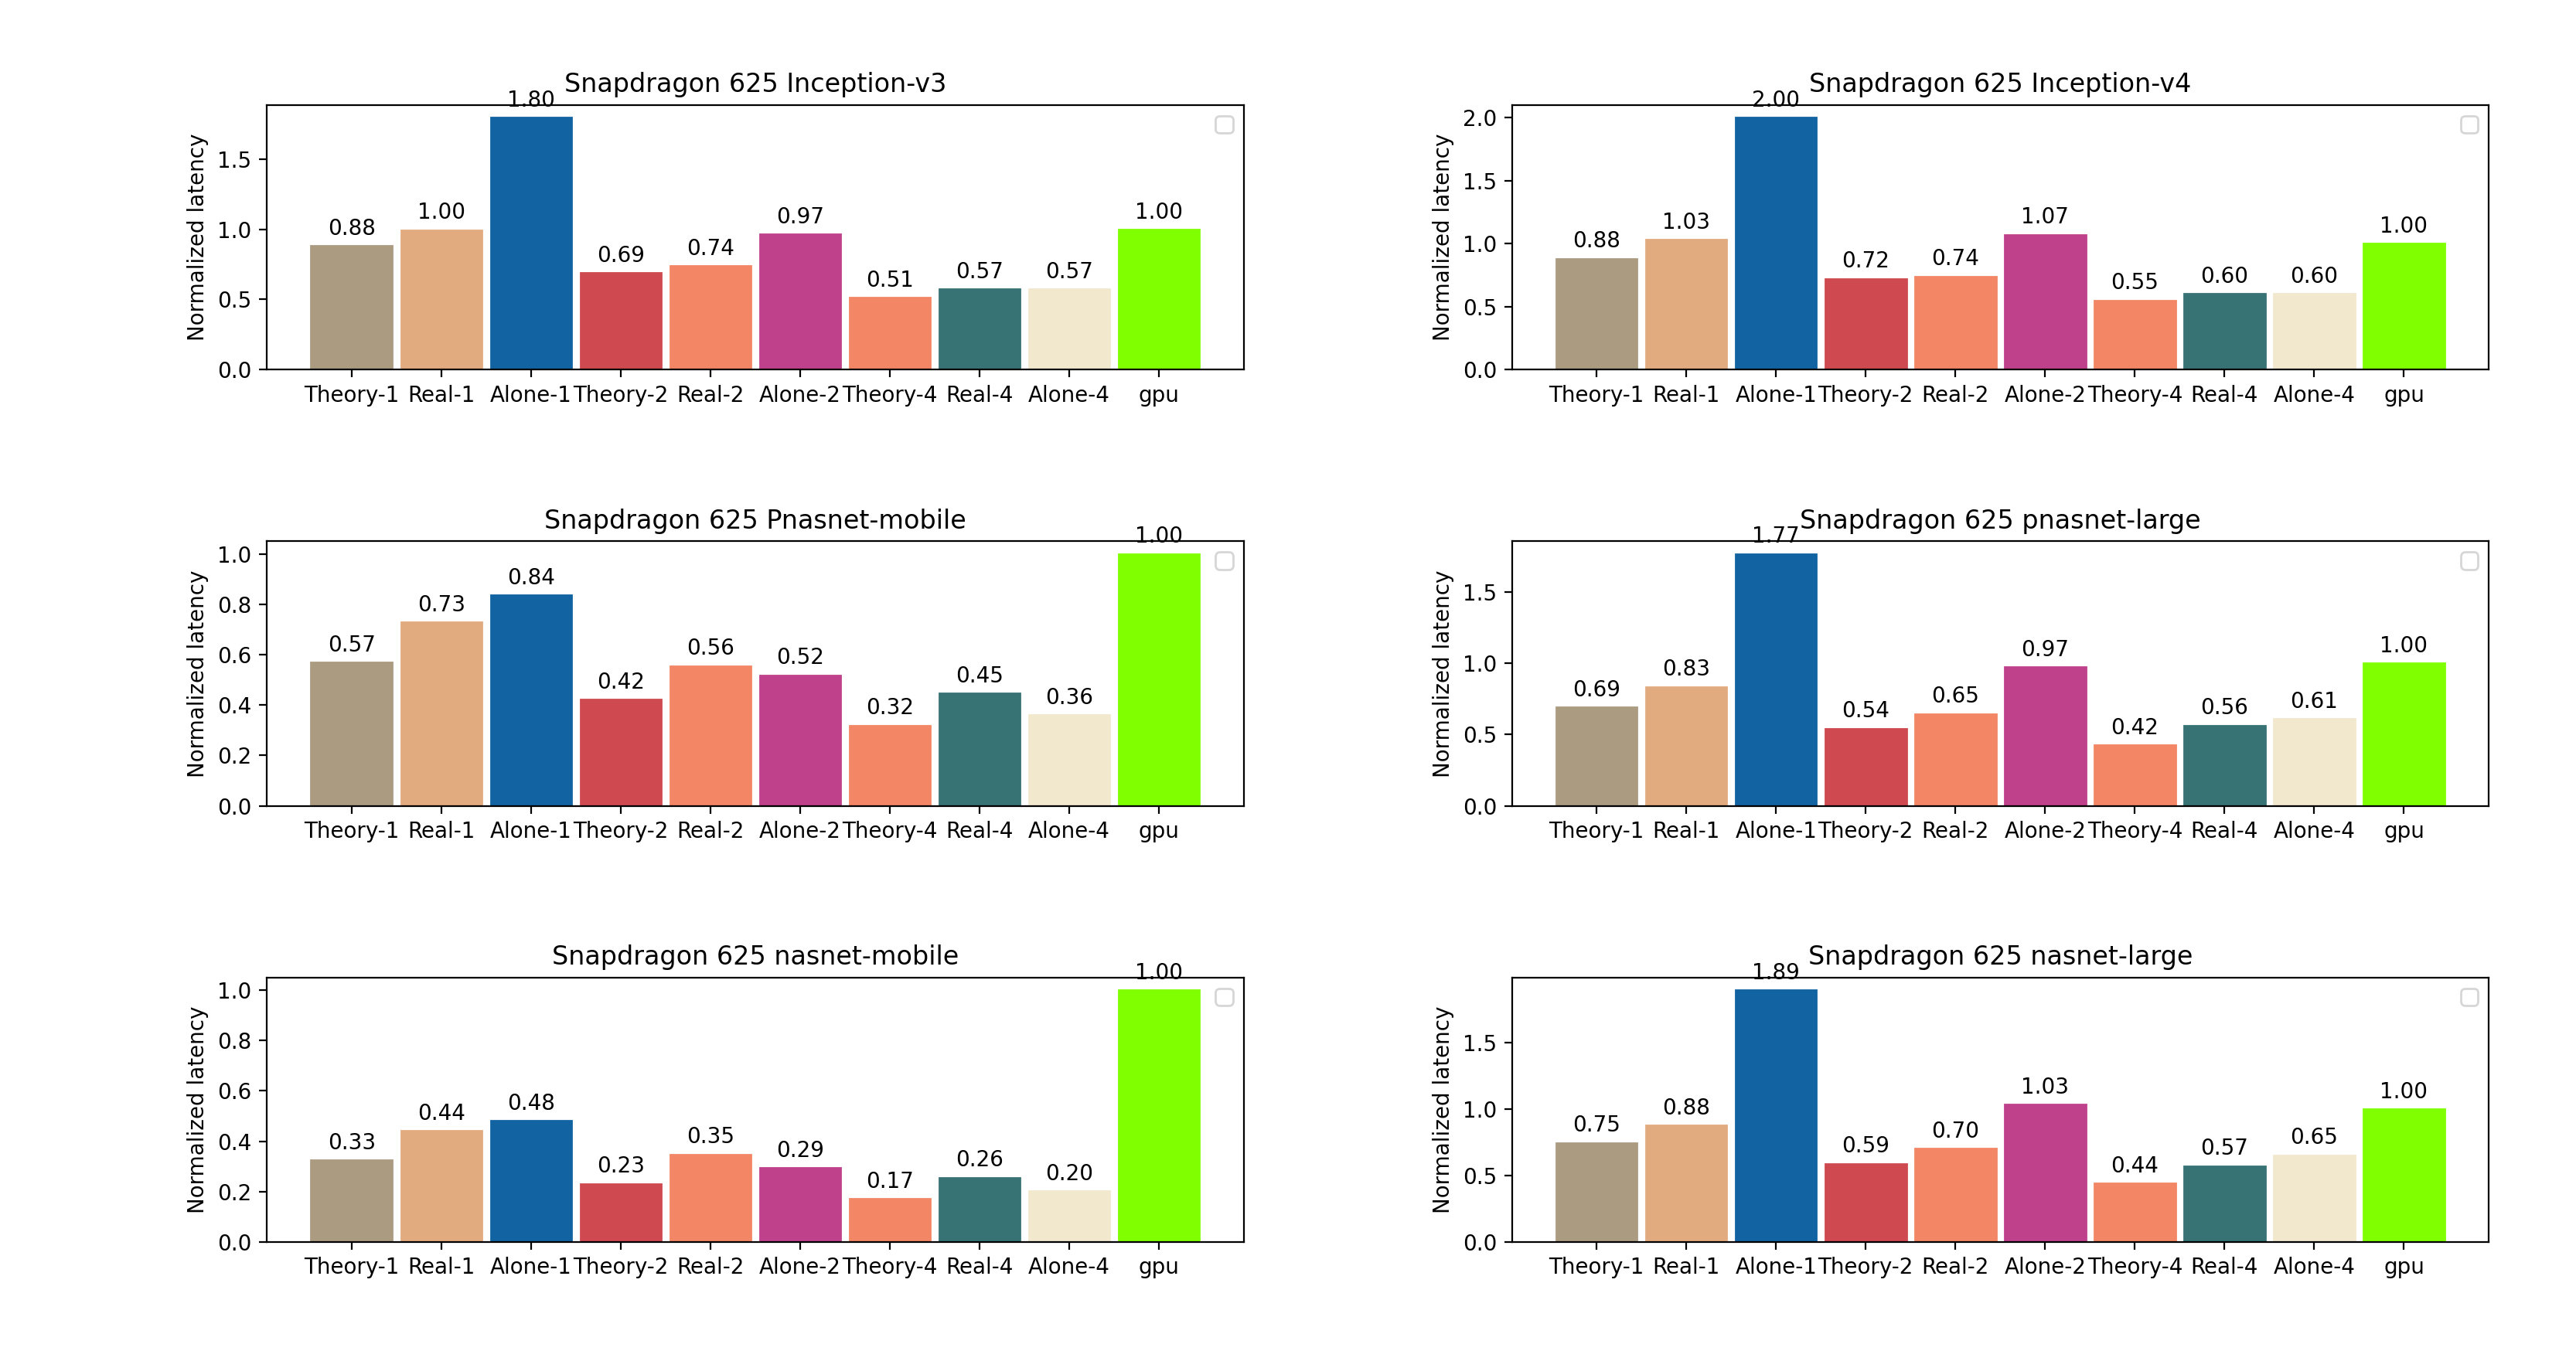 Snapdragon 625 Inception-v3
Normalized latency
1.5
1.0
0.5
0.0
0.88 1.00 1.80 0.69 0.74 0.97 0.51 0.57 0.57 1.00
Theory-1 Real-1 Alone-1 Theory-2 Real-2 Alone-2 Theory-4 Real-4 Alone-4 gpu
Snapdragon 625 Inception-v4
Normalized latency
2.0
1.5
1.0
0.5
0.0
0.88 1.03 2.00 0.72 0.74 1.07 0.55 0.60 0.60 1.00
Theory-1 Real-1 Alone-1 Theory-2 Real-2 Alone-2 Theory-4 Real-4 Alone-4 gpu
Snapdragon 625 Pnasnet-mobile
Normalized latency
1.0
0.8
0.6
0.4
0.2
0.0
0.57 0.73 0.84 0.42 0.56 0.52 0.32 0.45 0.36 1.00
Theory-1 Real-1 Alone-1 Theory-2 Real-2 Alone-2 Theory-4 Real-4 Alone-4 gpu
Snapdragon 625 pnasnet-large
Normalized latency
1.5
1.0
0.5
0.0
0.69 0.83 1.77 0.54 0.65 0.97 0.42 0.56 0.61 1.00
Theory-1 Real-1 Alone-1 Theory-2 Real-2 Alone-2 Theory-4 Real-4 Alone-4 gpu
Snapdragon 625 nasnet-mobile
Normalized latency
1.0
0.8
0.6
0.4
0.2
0.0
0.33 0.44 0.48 0.23 0.35 0.29 0.17 0.26 0.20 1.00
Theory-1 Real-1 Alone-1 Theory-2 Real-2 Alone-2 Theory-4 Real-4 Alone-4 gpu
Snapdragon 625 nasnet-large
Normalized latency
1.5
1.0
0.5
0.0
0.75 0.88 1.89 0.59 0.70 1.03 0.44 0.57 0.65 1.00
Theory-1 Real-1 Alone-1 Theory-2 Real-2 Alone-2 Theory-4 Real-4 Alone-4 gpu